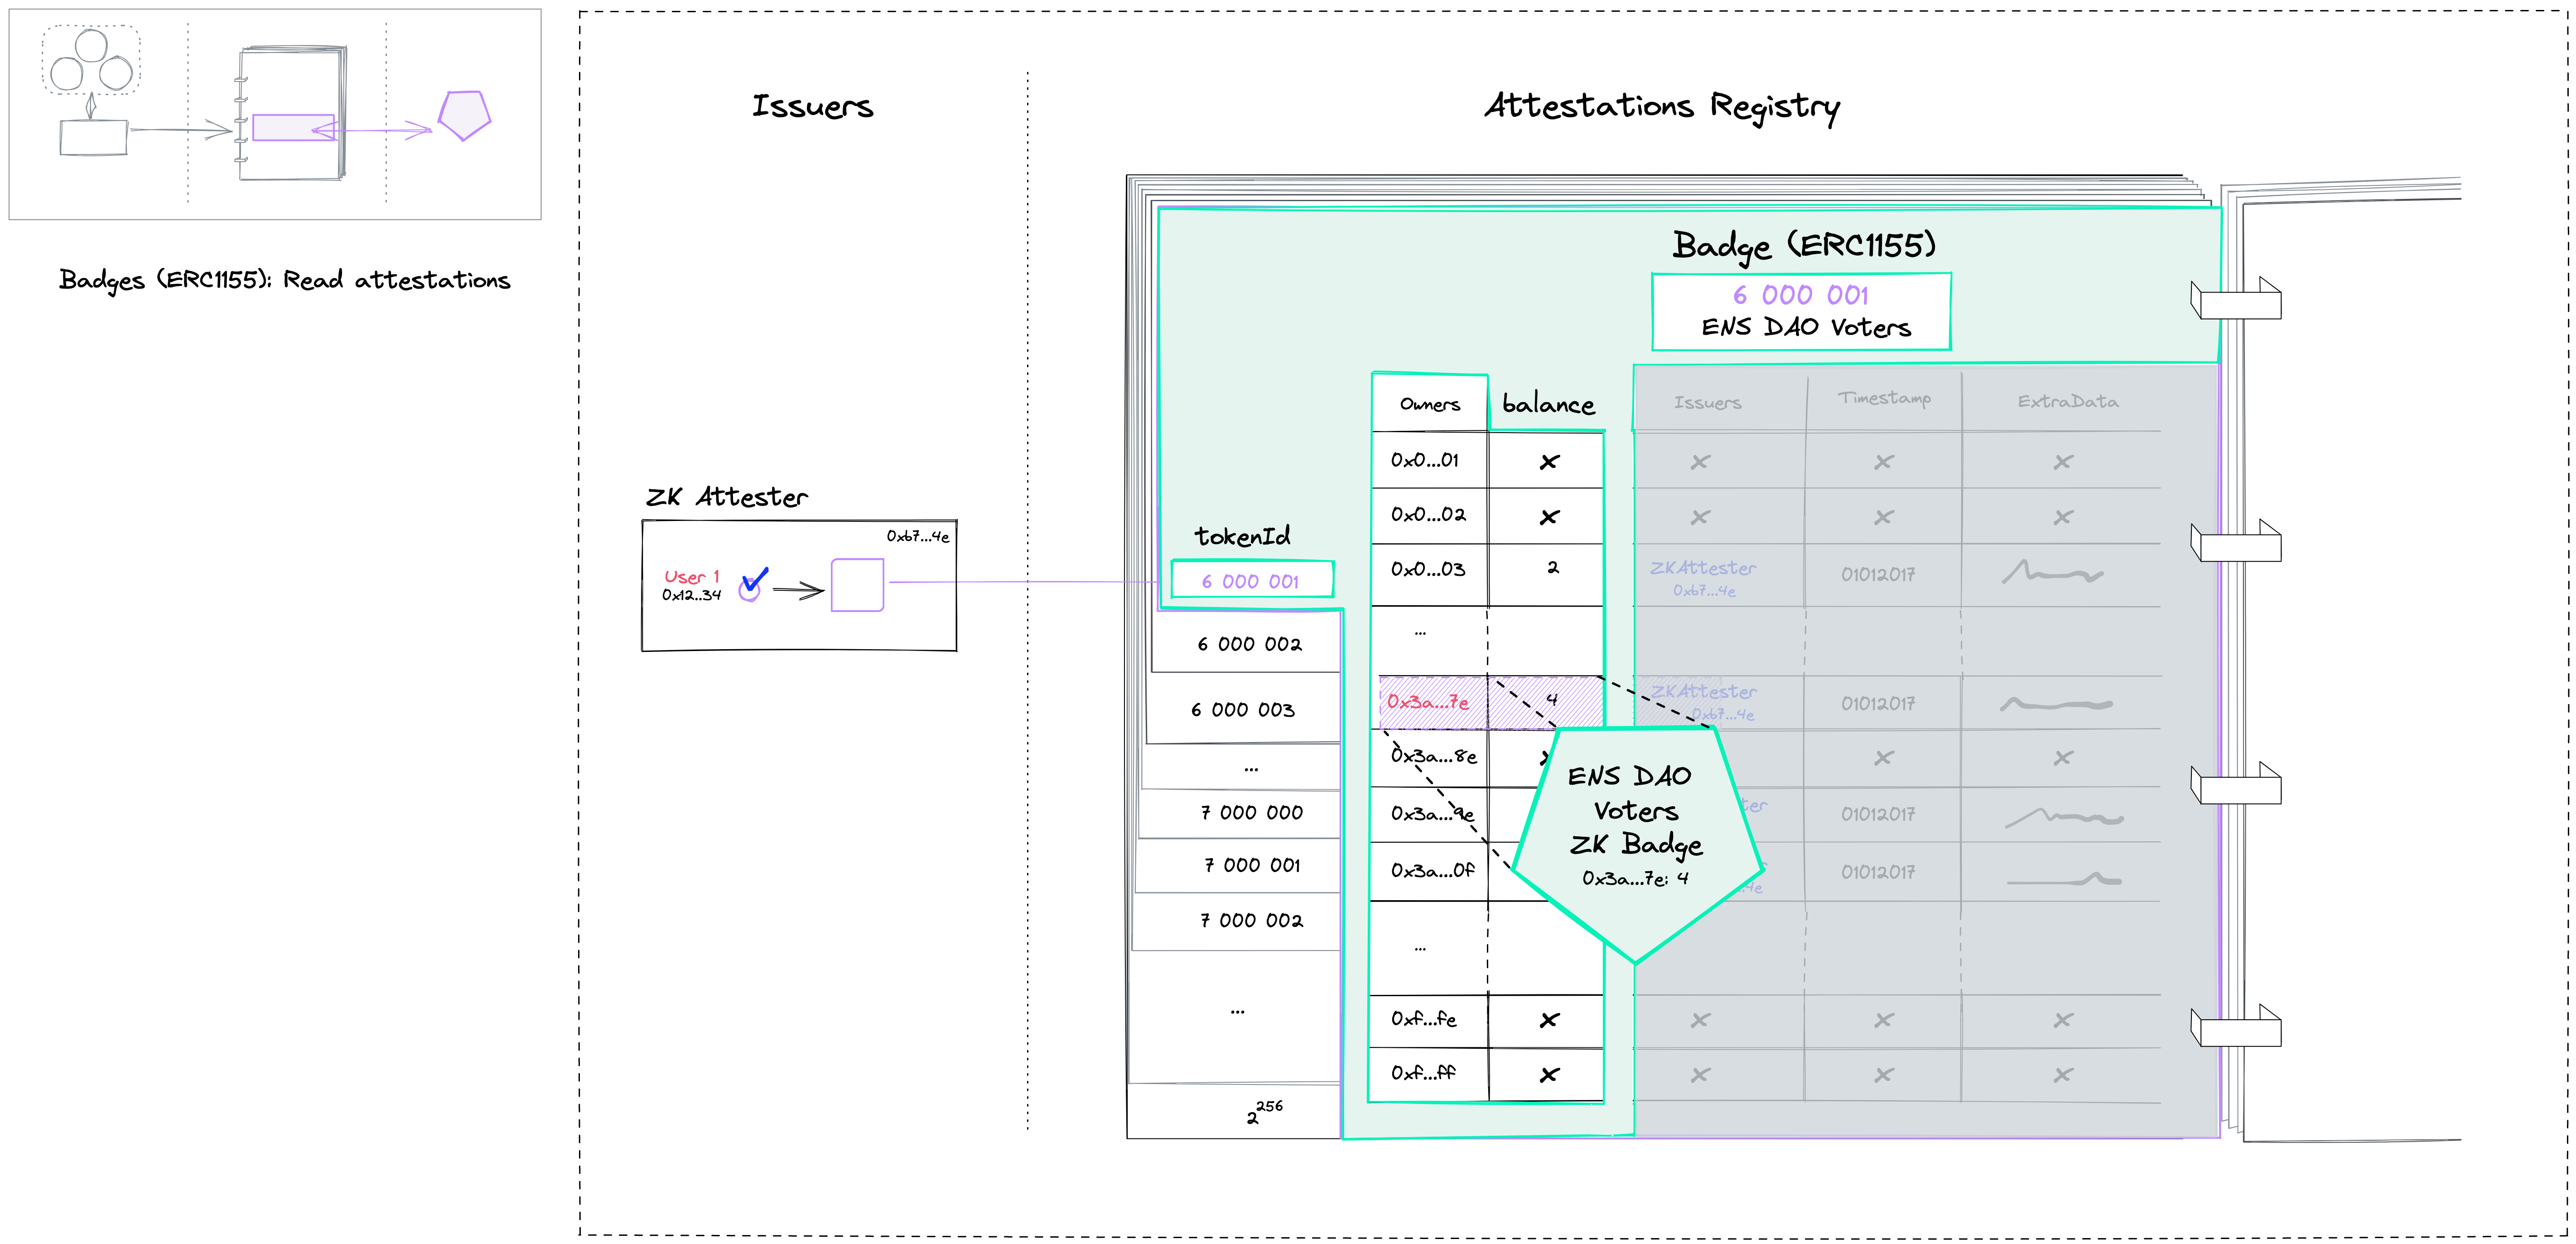 Badges (ERC1155): Read attestations
Issuers
Attestations Registry
ZK Attester
0xb7...4e
User 1
0x12..34
Badge (ERC1155)
6 000 001
ENS DAO Voters
tokenId
6 000 001
6 000 002
6 000 003
...
7 000 000
7 000 001
7 000 002
...
2^256
Owners balance Issuers Timestamp ExtraData
0x0...01
0x0...02
0x0...03 2 ZKAttester 01012017
0xb7...4e
...
0x3a...7e 4 ZKAttester 01012017
0xb7...4e
0x3a...8e
0x3a...9e 01012017
0x3a...0f 01012017
...
0xf...fe
0xf...ff
ENS DAO
Voters
ZK Badge
0x3a...7e: 4